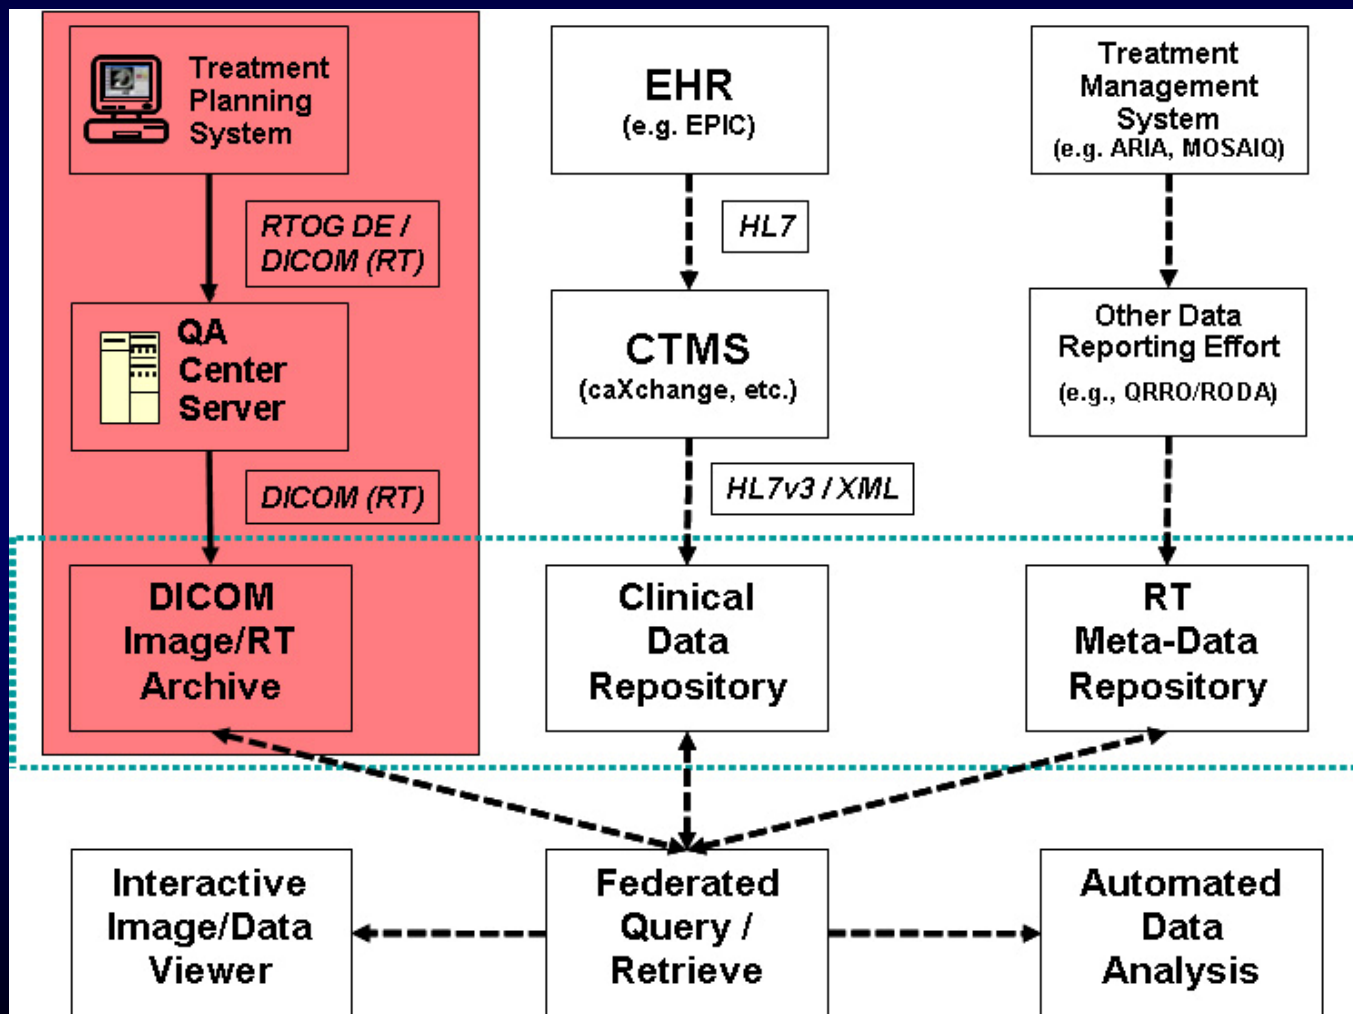 Treatment
Planning
System
EHR
(e.g. EPIC)
Treatment
Management
System
(e.g. ARIA, MOSAIQ)
RTOG DE /
DICOM (RT)
HL7
QA
Center
Server
CTMS
(caXchange, etc.)
Other Data
Reporting Effort
(e.g., QRRO/RODA)
DICOM (RT)
HL7v3 / XML
DICOM
Image/RT
Archive
Clinical
Data
Repository
RT
Meta-Data
Repository
Interactive
Image/Data
Viewer
Federated
Query /
Retrieve
Automated
Data
Analysis